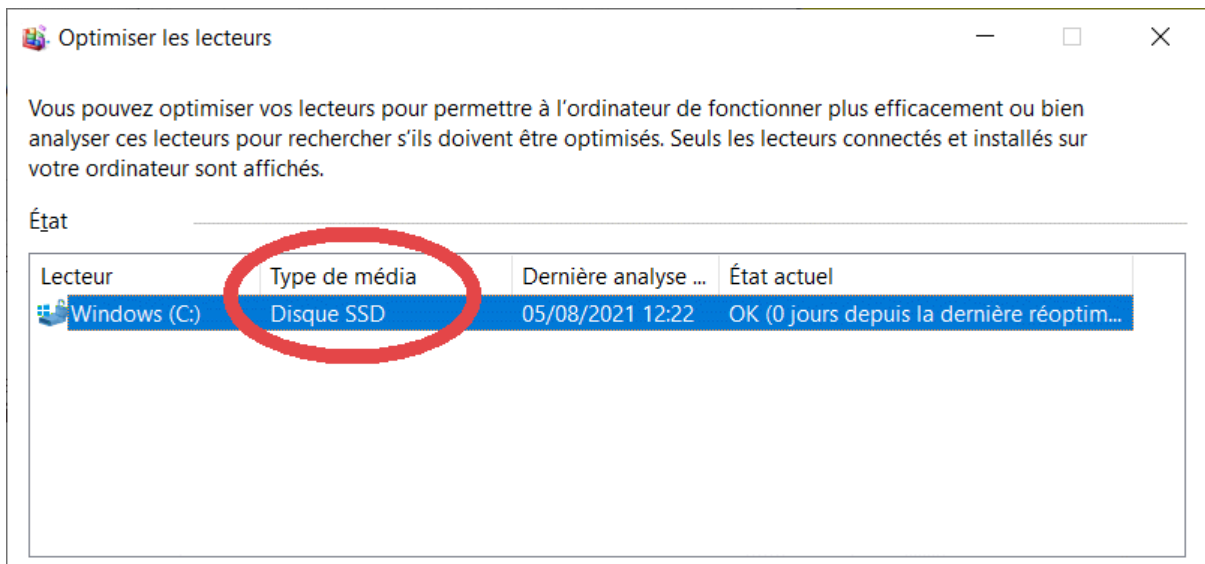 Optimiser les lecteurs
Vous pouvez optimiser vos lecteurs pour permettre à l'ordinateur de fonctionner plus efficacement ou bien
analyser ces lecteurs pour rechercher s'ils doivent être optimisés. Seuls les lecteurs connectés et installés sur
votre ordinateur sont affichés.
État
Lecteur Type de média Dernière analyse ... État actuel
Windows (C:) Disque SSD 05/08/2021 12:22 OK (0 jours depuis la dernière réoptim...